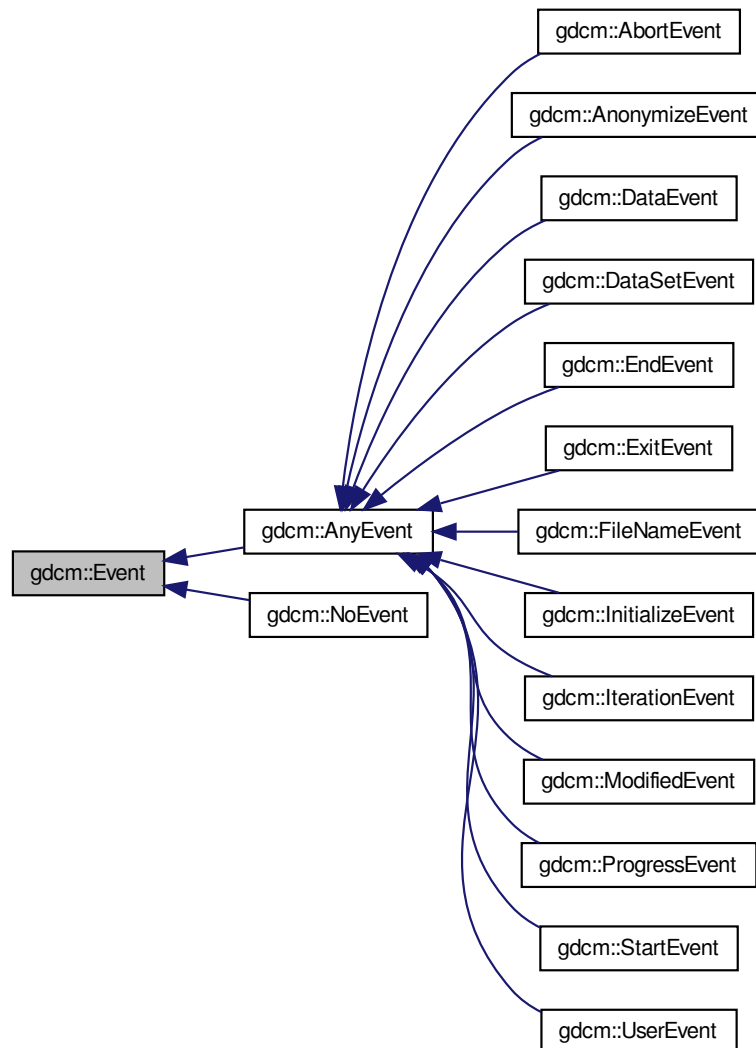 gdcm::AbortEvent
gdcm::AnonymizeEvent
gdcm::DataEvent
gdcm::DataSetEvent
gdcm::EndEvent
gdcm::ExitEvent
gdcm::AnyEvent
gdcm::FileNameEvent
gdcm::Event
gdcm::NoEvent
gdcm::InitializeEvent
gdcm::IterationEvent
gdcm::ModifiedEvent
gdcm::ProgressEvent
gdcm::StartEvent
gdcm::UserEvent